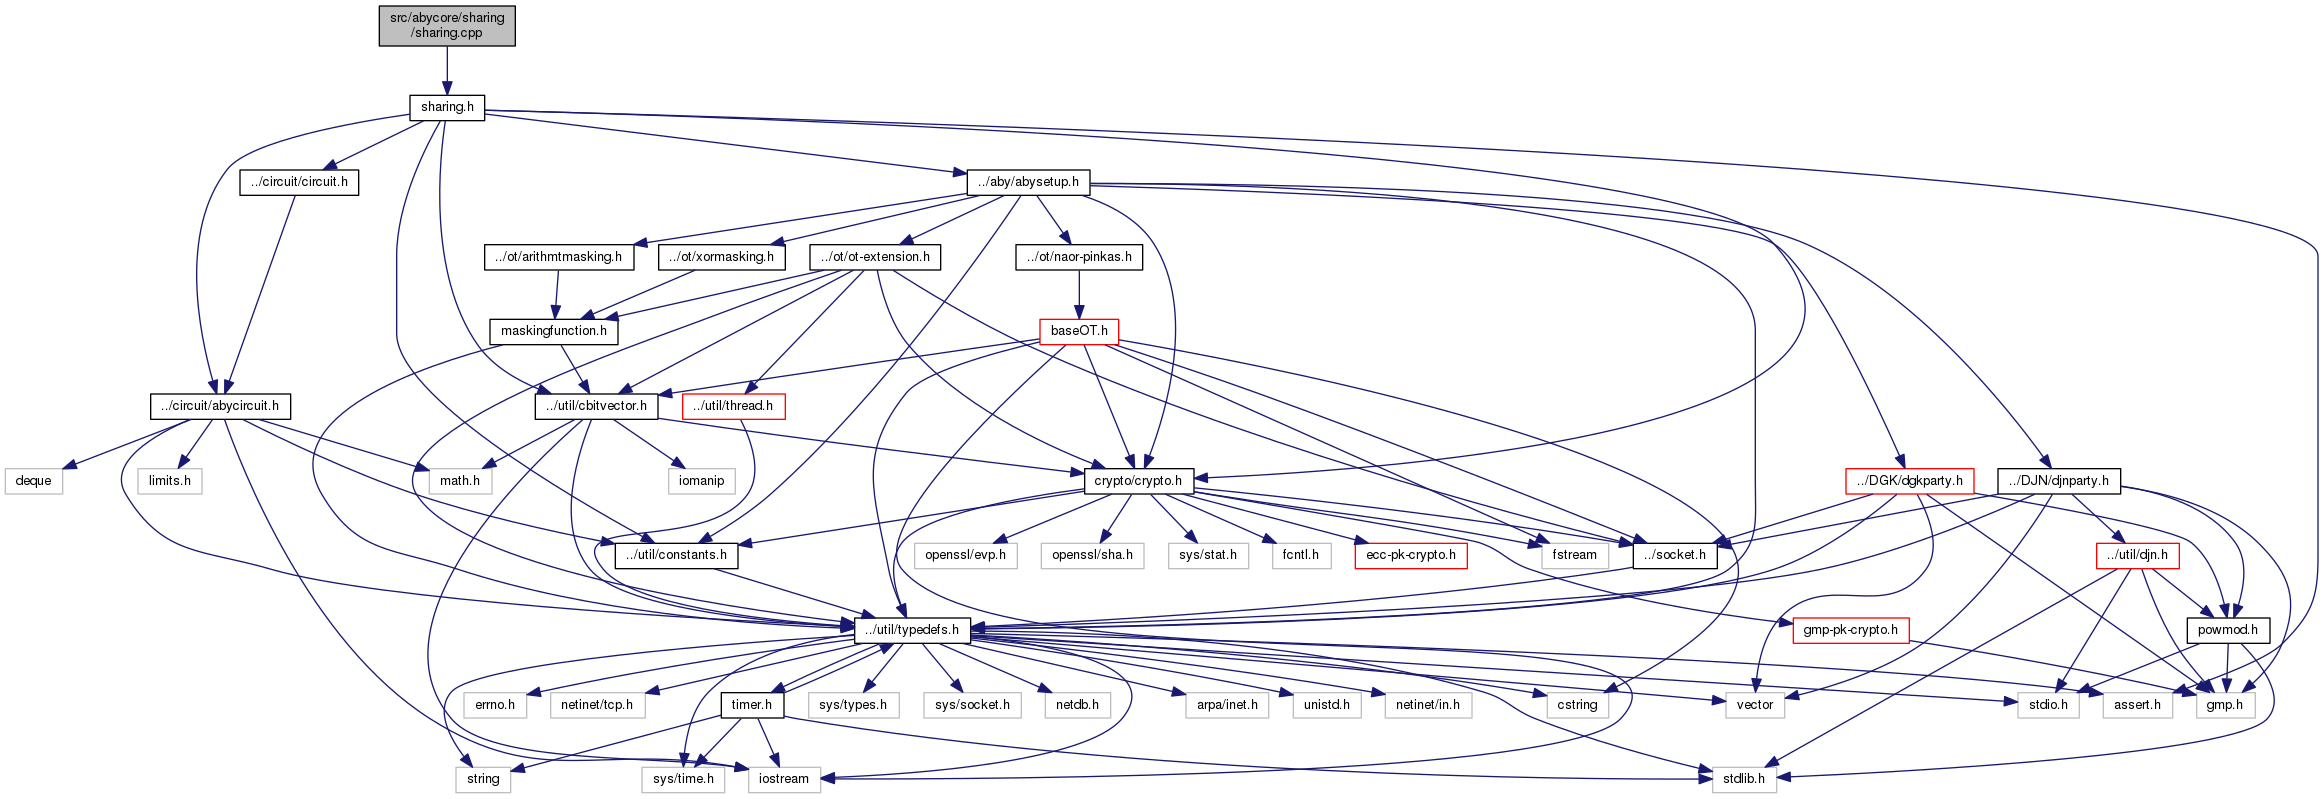 src/abycore/sharing
/sharing.cpp
sharing.h
../circuit/circuit.h
../aby/abysetup.h
../ot/arithmtmasking.h
../ot/xormasking.h
../ot/ot-extension.h
../ot/naor-pinkas.h
maskingfunction.h
baseOT.h
../circuit/abycircuit.h
../util/cbitvector.h
../util/thread.h
deque
limits.h
math.h
iomanip
crypto/crypto.h
../DGK/dgkparty.h
../DJN/djnparty.h
../util/constants.h
openssl/evp.h
openssl/sha.h
sys/stat.h
fcntl.h
ecc-pk-crypto.h
fstream
../socket.h
../util/djn.h
../util/typedefs.h
gmp-pk-crypto.h
powmod.h
errno.h
netinet/tcp.h
timer.h
sys/types.h
sys/socket.h
netdb.h
arpa/inet.h
unistd.h
netinet/in.h
cstring
vector
stdio.h
assert.h
gmp.h
string
sys/time.h
iostream
stdlib.h